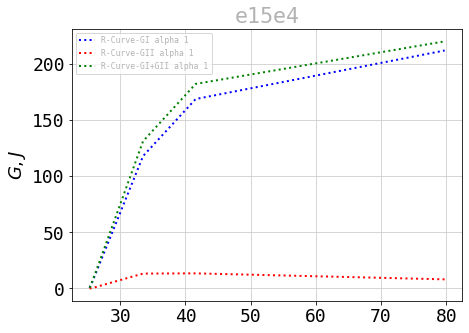 e15e4
R-Curve-GI alpha 1
R-Curve-GII alpha 1
R-Curve-GI+GII alpha 1
G, J
200
150
100
50
0
30 40 50 60 70 80